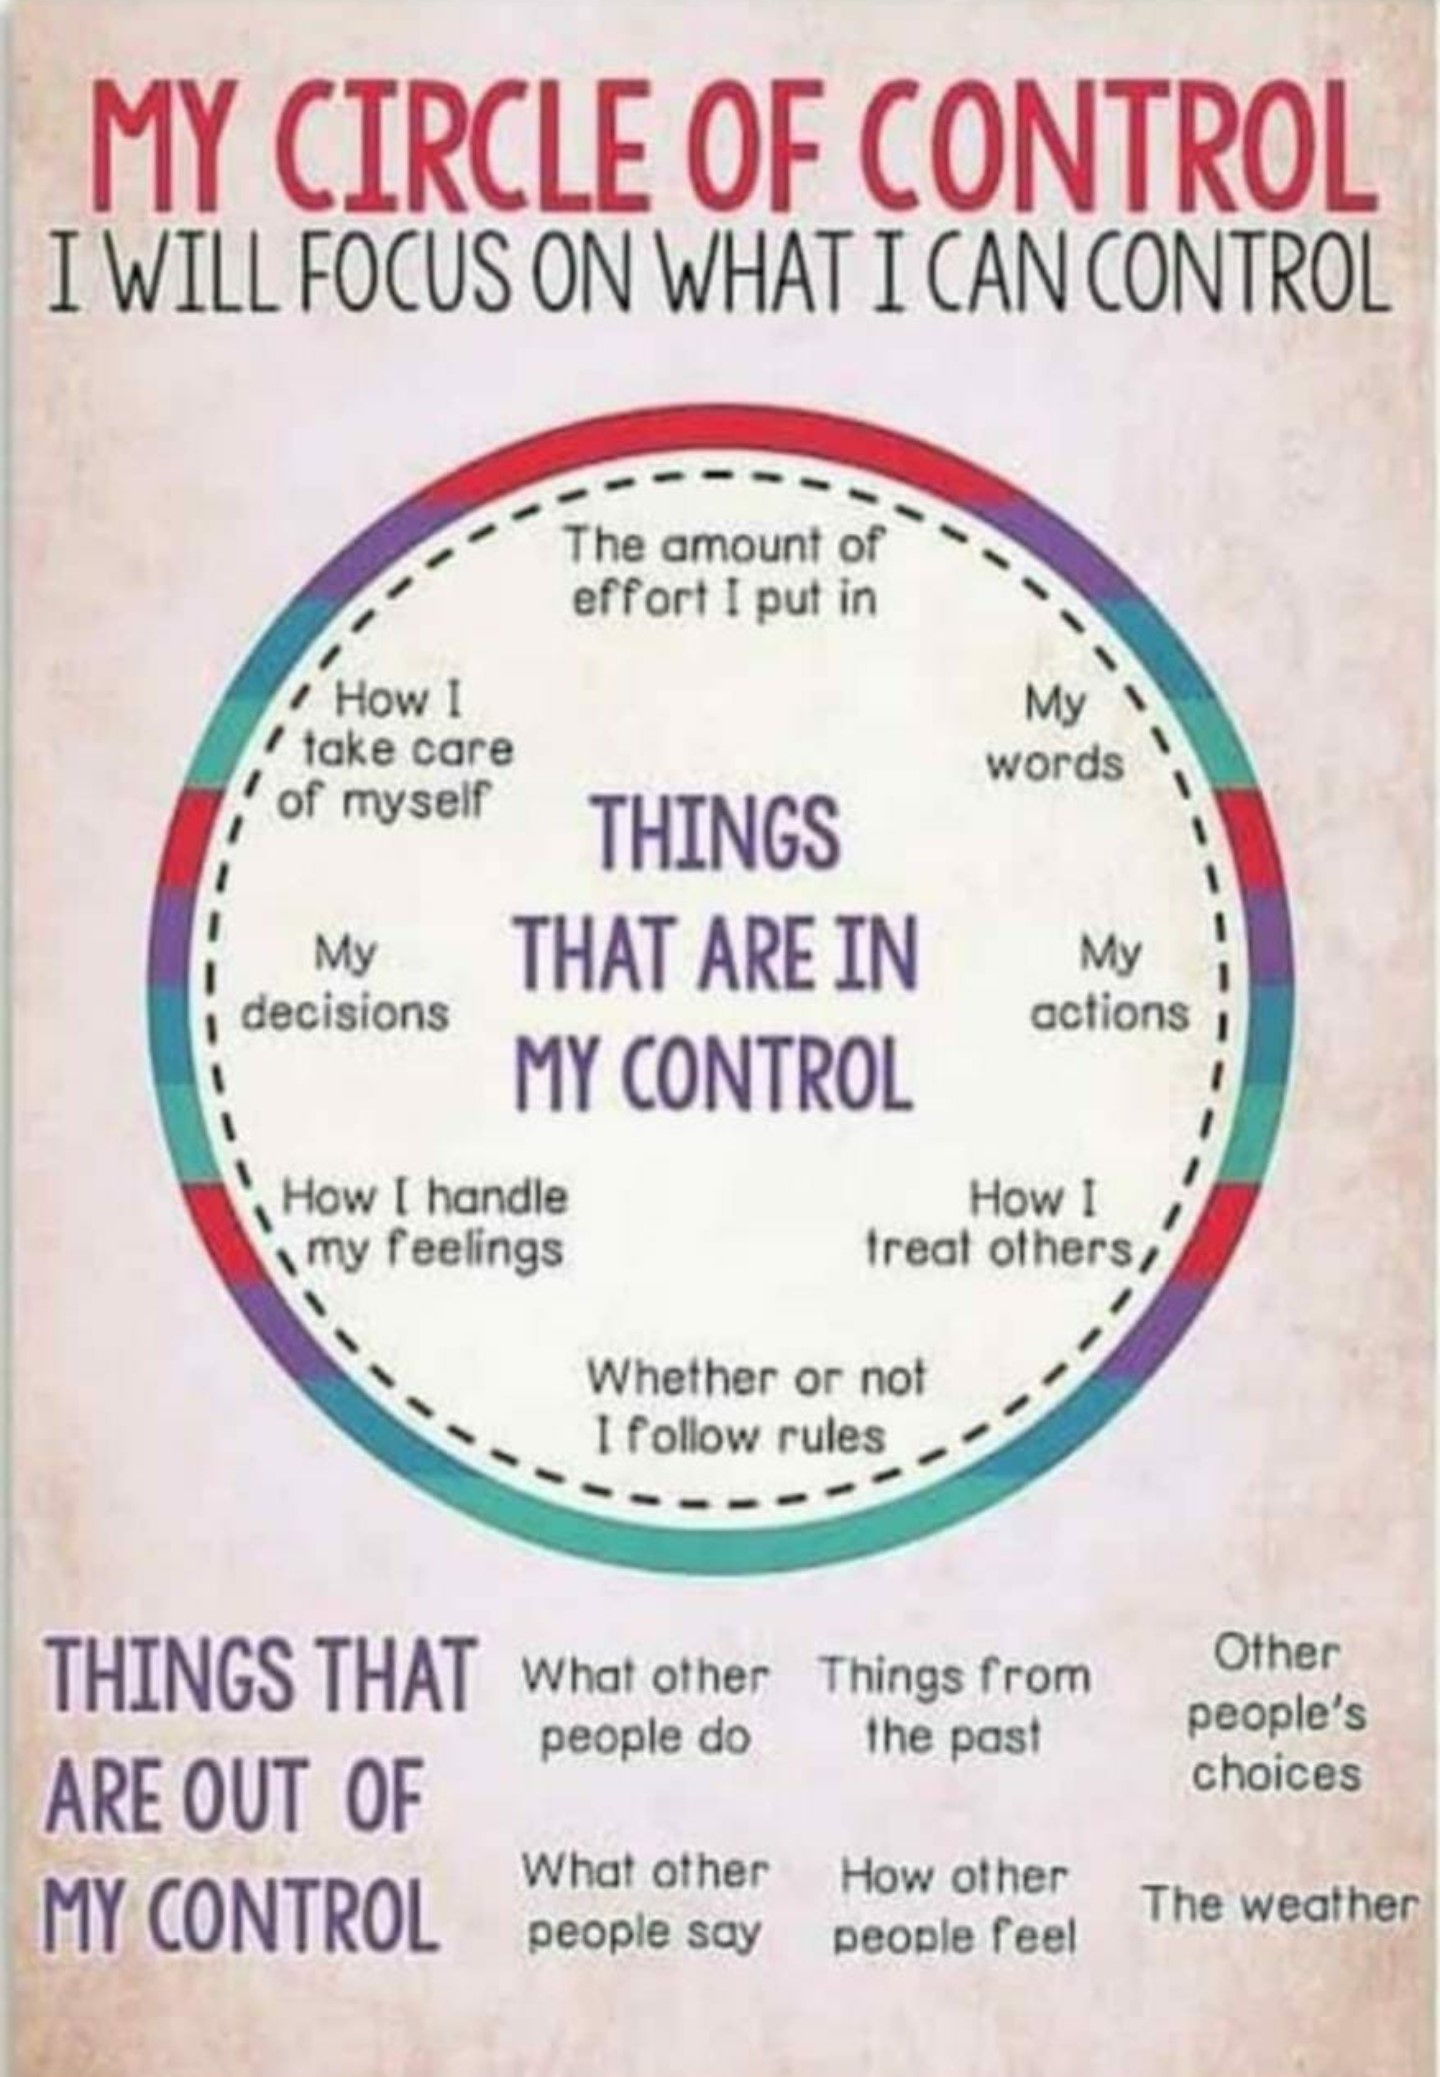 MY CIRCLE OF CONTROL
I WILL FOCUS ON WHAT I CAN CONTROL
The amount of
effort I put in
How I
take care
of myself
My
words
THINGS
THAT ARE IN
MY CONTROL
My
decisions
My
actions
How I handle
my feelings
How I
treat others
Whether or not
I follow rules
THINGS THAT
ARE OUT OF
MY CONTROL
What other
people do
Things from
the past
Other
people's
choices
What other
people say
How other
people feel
The weather